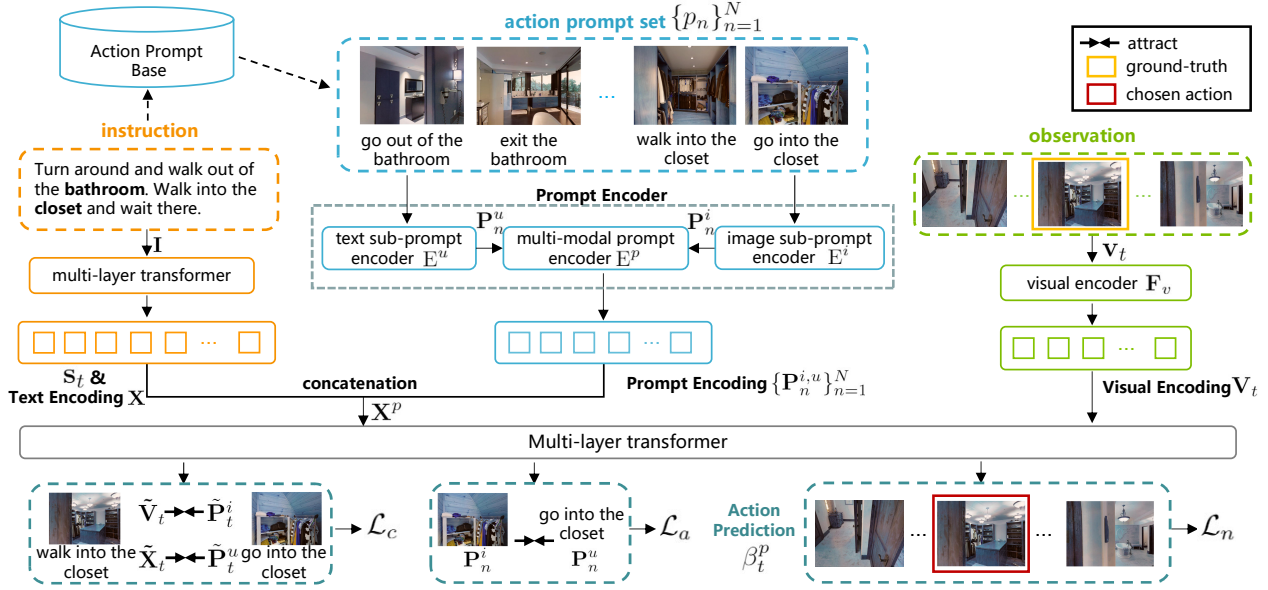 action prompt set {p_n}_{n=1}^N
Action Prompt
Base
attract
ground-truth
chosen action
instruction
Turn around and walk out of
the bathroom. Walk into the
closet and wait there.
...
go out of the
bathroom
exit the
bathroom
walk into the
closet
go into the
closet
observation
... ...
Prompt Encoder
P_n^u
P_n^i
text sub-prompt
encoder E^u
multi-modal prompt
encoder E^p
image sub-prompt
encoder E^i
I
multi-layer transformer
v_t
visual encoder F_v
...
...
...
s_t &
Text Encoding X
concatenation
X^p
Prompt Encoding {P_n^{i,u}}_{n=1}^N
Visual Encoding V_t
Multi-layer transformer
Ṽ_t P̃_t^i
walk into the
closet
X̃_t P̃_t^u
go into the
closet
L_c
P_n^i
go into the
closet
P_n^u
L_a
Action
Prediction
β_t^p
... ...
L_n